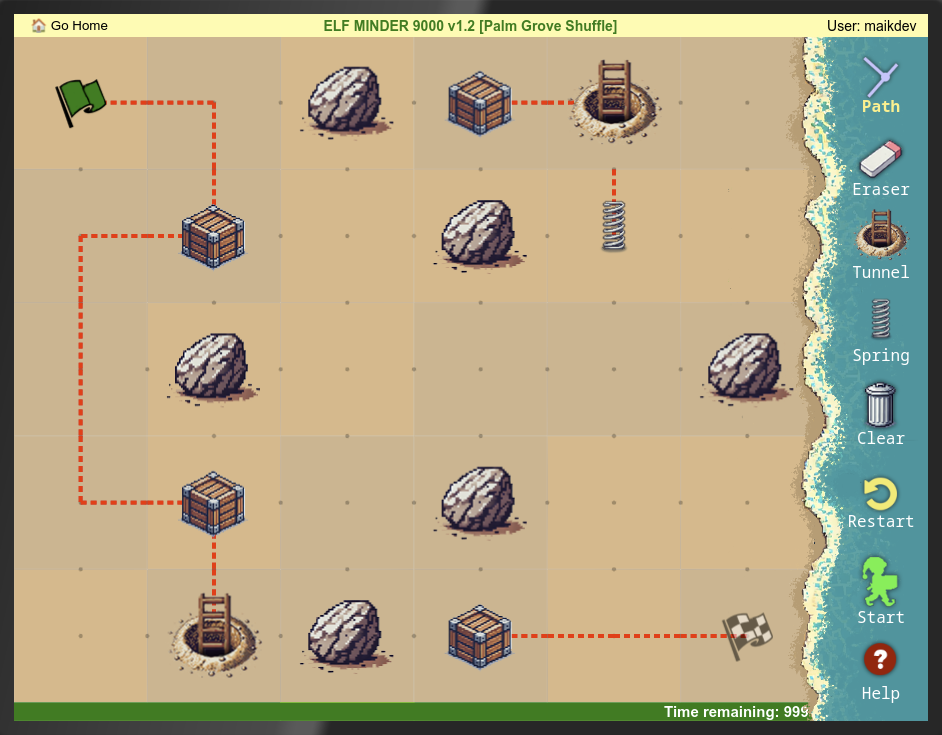 Go Home
ELF MINDER 9000 v1.2 [Palm Grove Shuffle]
User: maikdev
Path
Eraser
Tunnel
Spring
Clear
Restart
Start
?
Help
Time remaining: 999